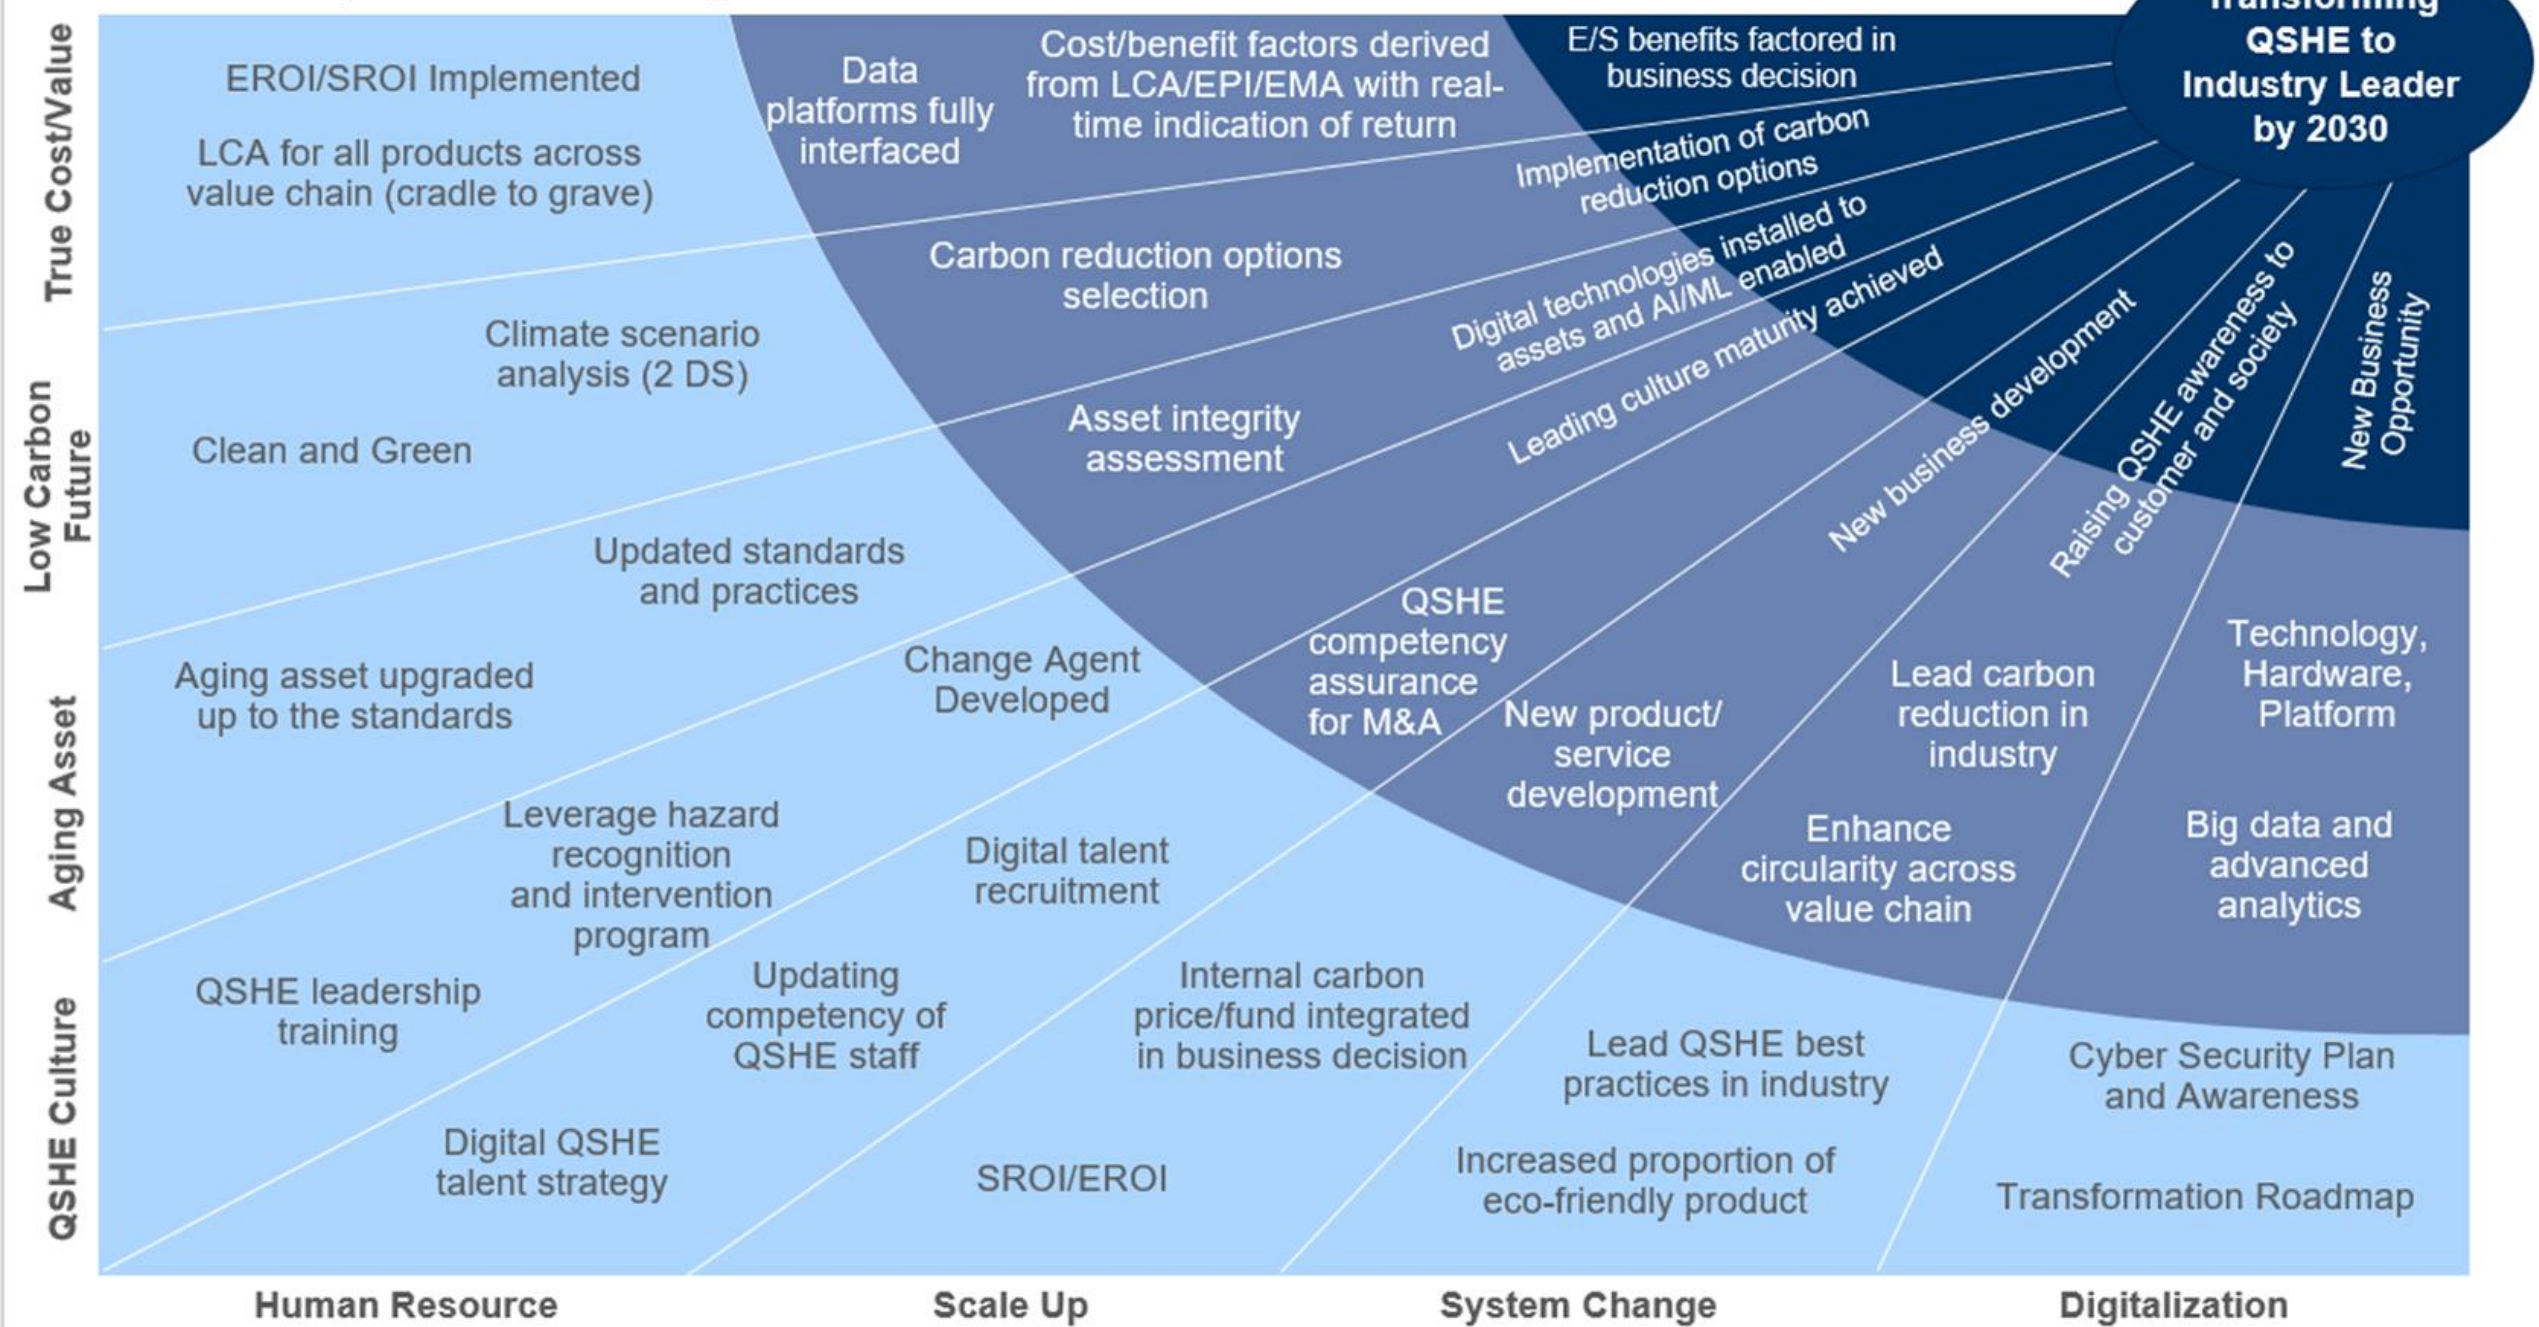 Transforming
QSHE to
Industry Leader
by 2030
True Cost/Value
EROI/SROI Implemented
LCA for all products across
value chain (cradle to grave)
Data
platforms fully
interfaced
Cost/benefit factors derived
from LCA/EPI/EMA with real-
time indication of return
E/S benefits factored in
business decision
Low Carbon
Future
Climate scenario
analysis (2 DS)
Clean and Green
Carbon reduction options
selection
Implementation of carbon
reduction options
Aging Asset
Updated standards
and practices
Aging asset upgraded
up to the standards
Asset integrity
assessment
Digital technologies installed to
assets and AI/ML enabled
QSHE Culture
Change Agent
Developed
Leverage hazard
recognition
and intervention
program
QSHE leadership
training
Leading culture maturity achieved
Human Resource
QSHE
competency
assurance
for M&A
Digital talent
recruitment
Updating
competency of
QSHE staff
Digital QSHE
talent strategy
Scale Up
New business development
New product/
service
development
Internal carbon
price/fund integrated
in business decision
SROI/EROI
System Change
Raising QSHE awareness to
customer and society
Lead carbon
reduction in
industry
Enhance
circularity across
value chain
Lead QSHE best
practices in industry
Increased proportion of
eco-friendly product
Digitalization
New Business
Opportunity
Technology,
Hardware,
Platform
Big data and
advanced
analytics
Cyber Security Plan
and Awareness
Transformation Roadmap